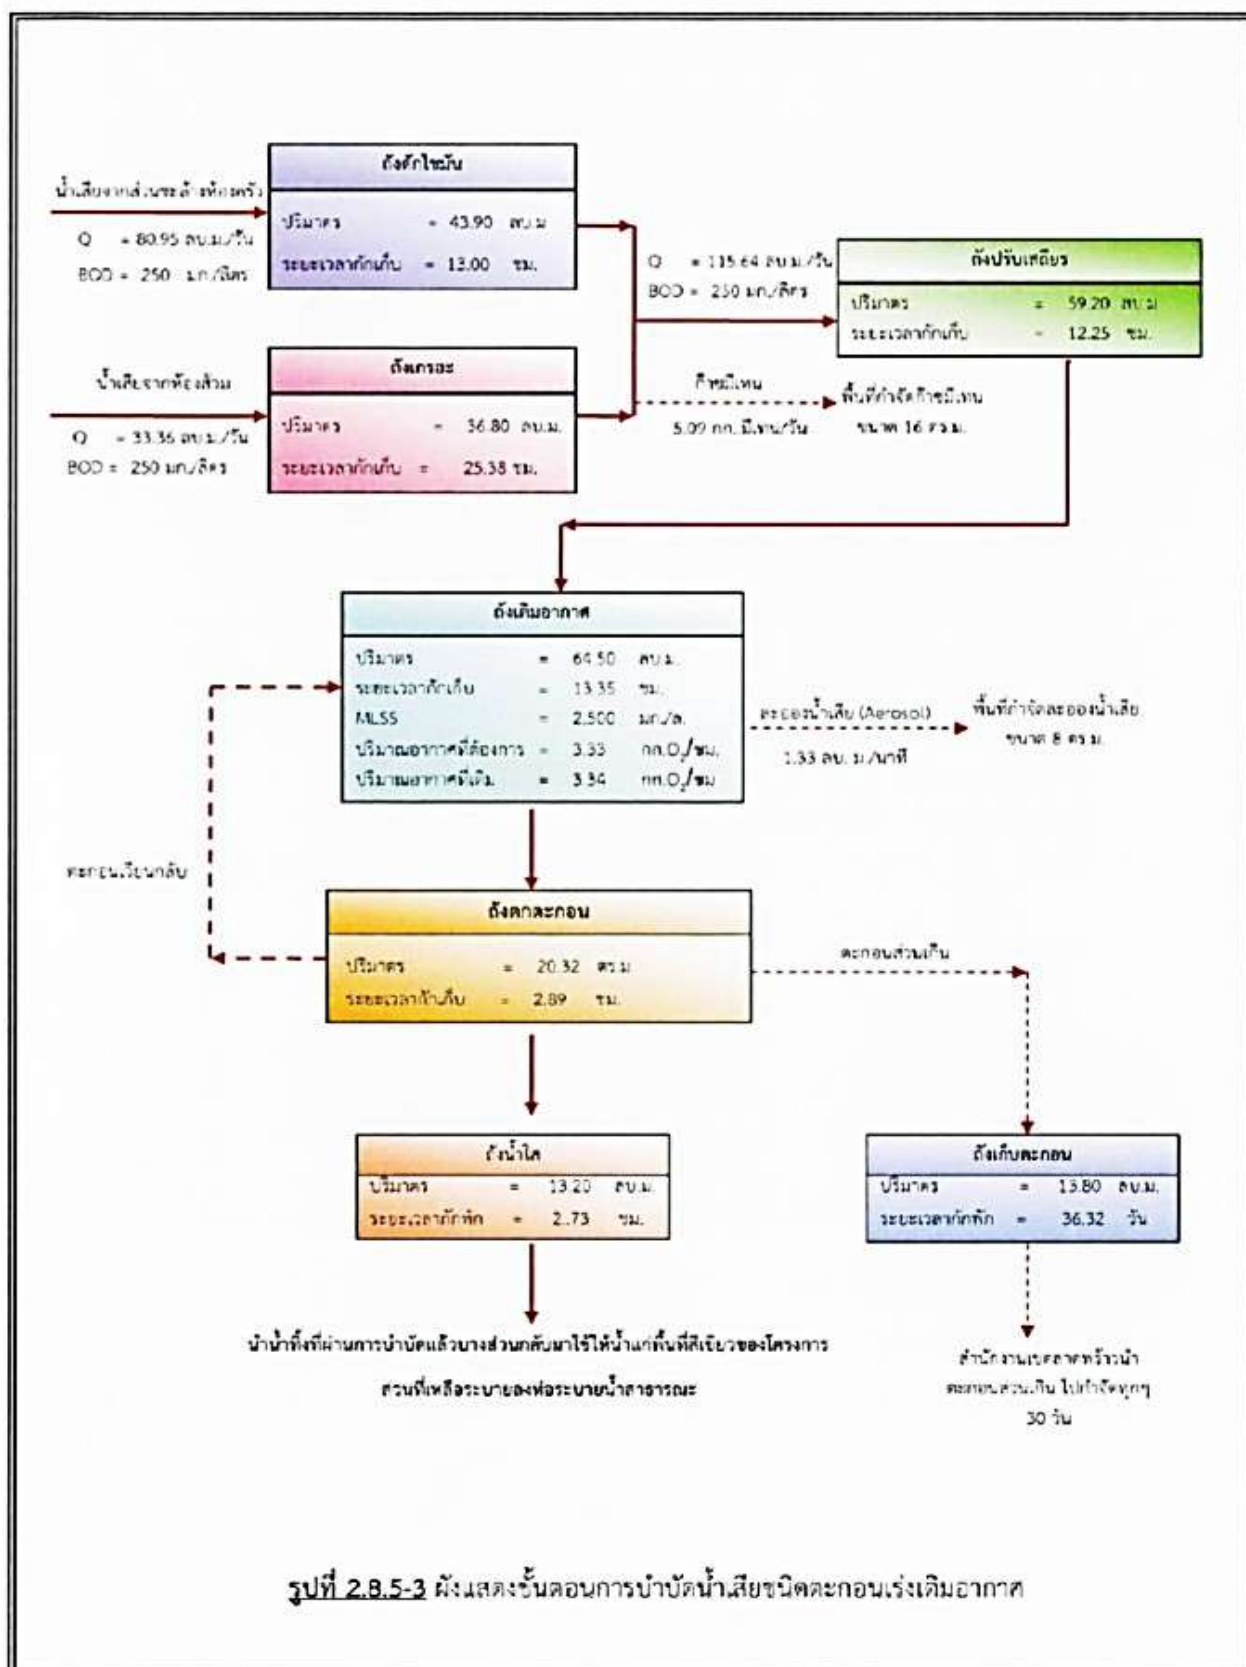 ถังดักไขมัน
น้ำเสียจากส่วนชะล้างห้องครัว
Q = 80.95 ลบ.ม./วัน
BOD = 250 มก./ลิตร
ปริมาตร = 43.90 ลบ.ม
ระยะเวลากักเก็บ = 13.00 ชม.
Q = 115.64 ลบ.ม./วัน
BOD = 250 มก./ลิตร
ถังปรับเสถียร
ปริมาตร = 59.20 ลบ.ม
ระยะเวลากักเก็บ = 12.25 ชม.
น้ำเสียจากห้องส้วม
Q = 33.36 ลบ.ม./วัน
BOD = 250 มก./ลิตร
ถังเกรอะ
ปริมาตร = 36.80 ลบ.ม.
ระยะเวลากักเก็บ = 25.38 ชม.
ก๊าซมีเทน
5.09 กก.มีเทน/วัน
พื้นที่กำจัดก๊าซมีเทน
ขนาด 16 ตร.ม.
ถังเติมอากาศ
ปริมาตร = 64.50 ลบ.ม.
ระยะเวลากักเก็บ = 13.35 ชม.
MLSS = 2,500 มก./ล.
ปริมาณอากาศที่ต้องการ = 3.33 กก.O₂/ชม.
ปริมาณอากาศที่เติม = 3.34 กก.O₂/ชม
ละอองน้ำเสีย (Aerosol)
1.33 ลบ. ม./นาที
พื้นที่กำจัดละอองน้ำเสีย
ขนาด 8 ตร.ม.
ตะกอนเวียนกลับ
ถังตกตะกอน
ปริมาตร = 20.32 ตร.ม
ระยะเวลากักเก็บ = 2.89 ชม.
ตะกอนส่วนเกิน
ถังน้ำใส
ปริมาตร = 13.20 ลบ.ม.
ระยะเวลากักพัก = 2.73 ชม.
ถังเก็บตะกอน
ปริมาตร = 13.80 ลบ.ม.
ระยะเวลากักพัก = 36.32 วัน
นำน้ำทิ้งที่ผ่านการบำบัดแล้วบางส่วนกลับมาใช้ให้น้ำแก่พื้นที่สีเขียวของโครงการ
ส่วนที่เหลือระบายลงท่อระบายน้ำสาธารณะ
สำนักงานเขตลาดพร้าวนำ
ตะกอนส่วนเกิน ไปกำจัดทุกๆ
30 วัน
รูปที่ 2.8.5-3 ผังแสดงขั้นตอนการบำบัดน้ำเสียชนิดตะกอนเร่งเติมอากาศ